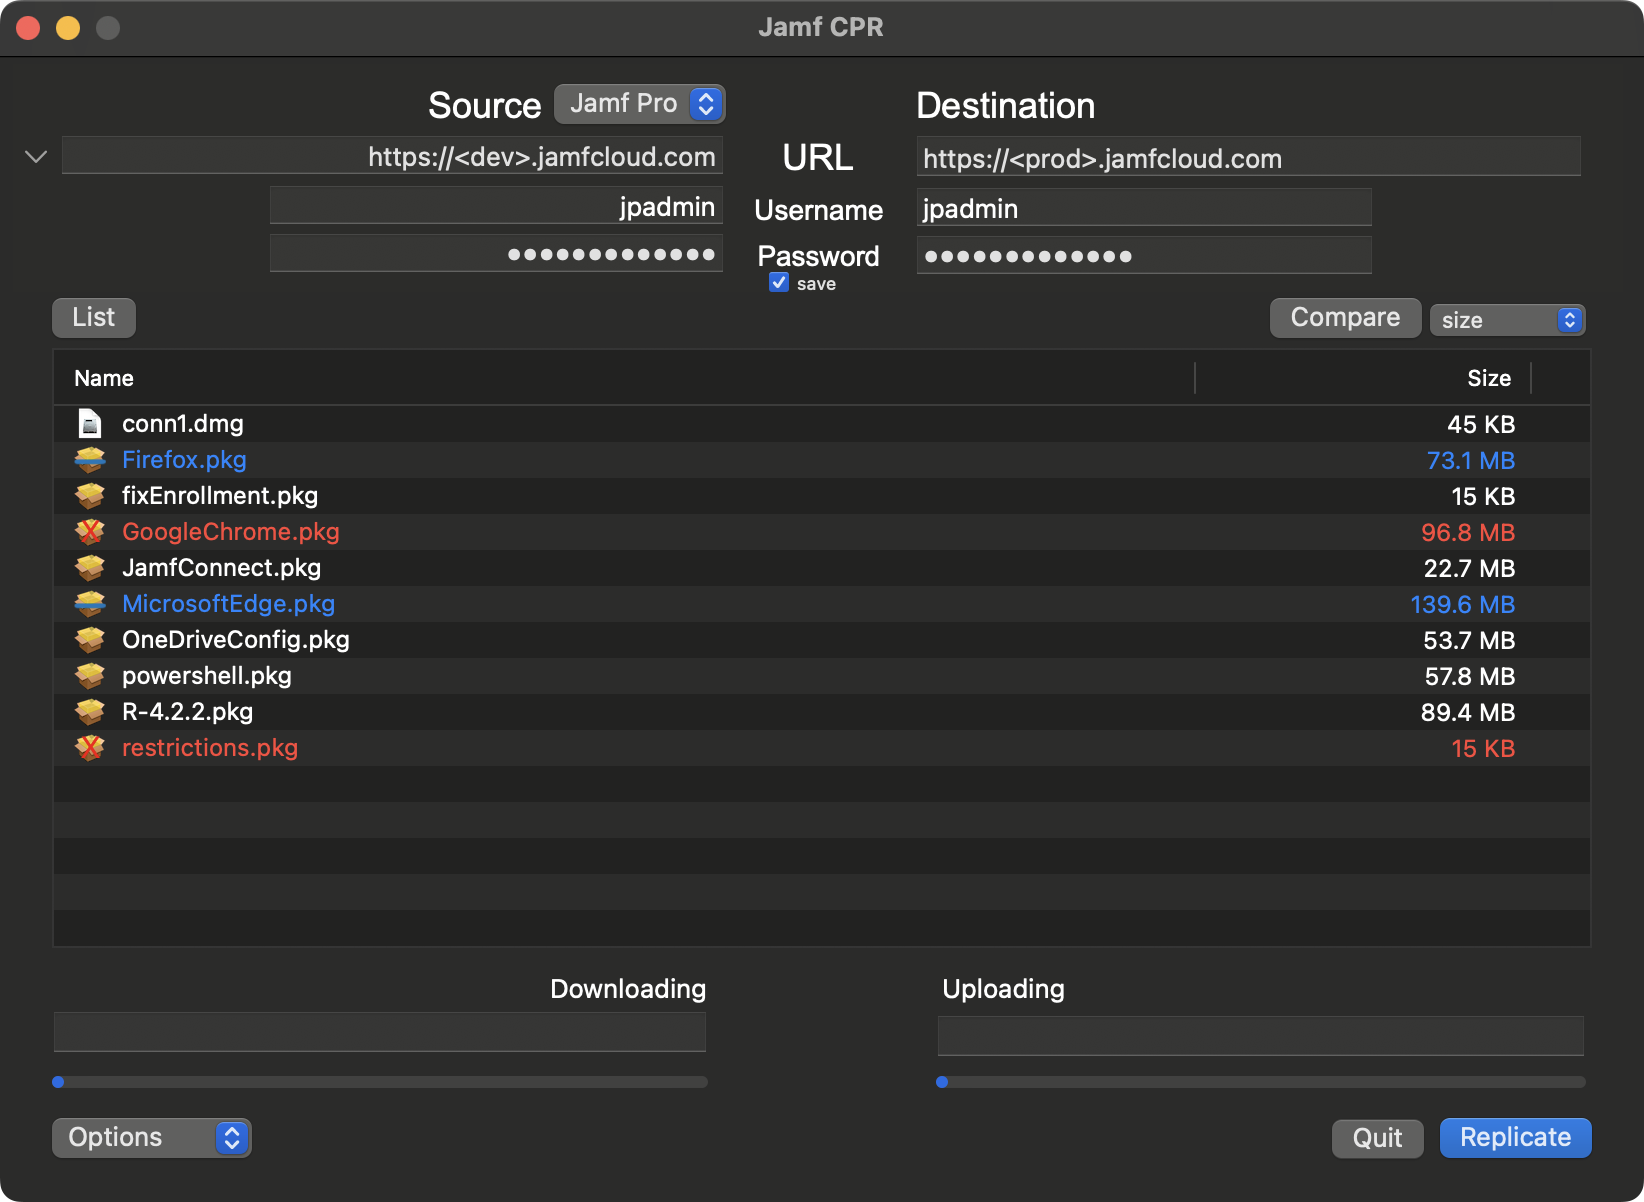 Jamf CPR
Source Jamf Pro Destination
https://<dev>.jamfcloud.com URL https://<prod>.jamfcloud.com
jpadmin Username jpadmin
●●●●●●●●●●●●● Password ●●●●●●●●●●●●●
save
List Compare size
Name Size
conn1.dmg 45 KB
Firefox.pkg 73.1 MB
fixEnrollment.pkg 15 KB
GoogleChrome.pkg 96.8 MB
JamfConnect.pkg 22.7 MB
MicrosoftEdge.pkg 139.6 MB
OneDriveConfig.pkg 53.7 MB
powershell.pkg 57.8 MB
R-4.2.2.pkg 89.4 MB
restrictions.pkg 15 KB
Downloading Uploading
Options Quit Replicate